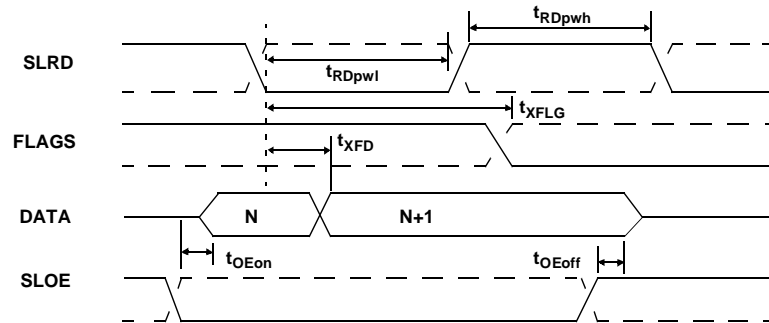 tRDpwh
SLRD
tRDpwl
tXFLG
FLAGS
tXFD
DATA
N
N+1
tOEon
tOEoff
SLOE